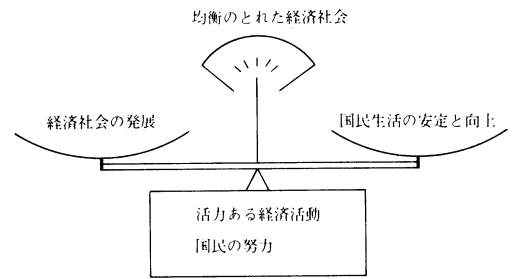 均衡のとれた経済社会
経済社会の発展
国民生活の安定と向上
活力ある経済活動
国民の努力